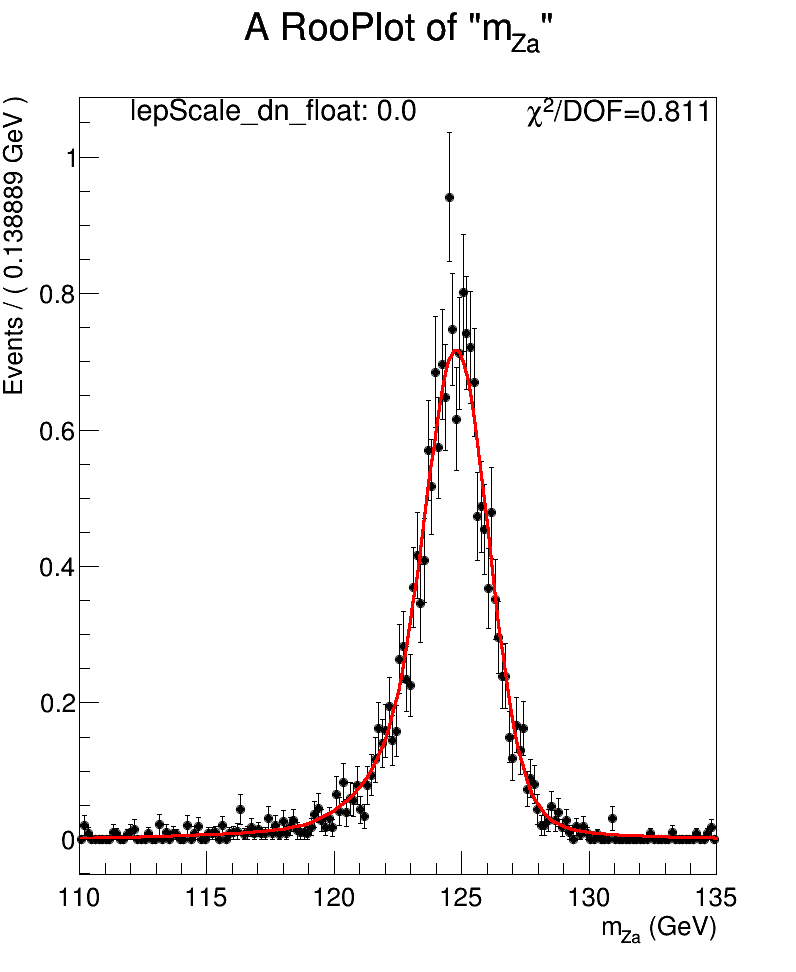 A RooPlot of "m_Za"
lepScale_dn_float: 0.0
χ²/DOF=0.811
Events / ( 0.138889 GeV )
1
0.8
0.6
0.4
0.2
0
110 115 120 125 130 135
m_Za (GeV)